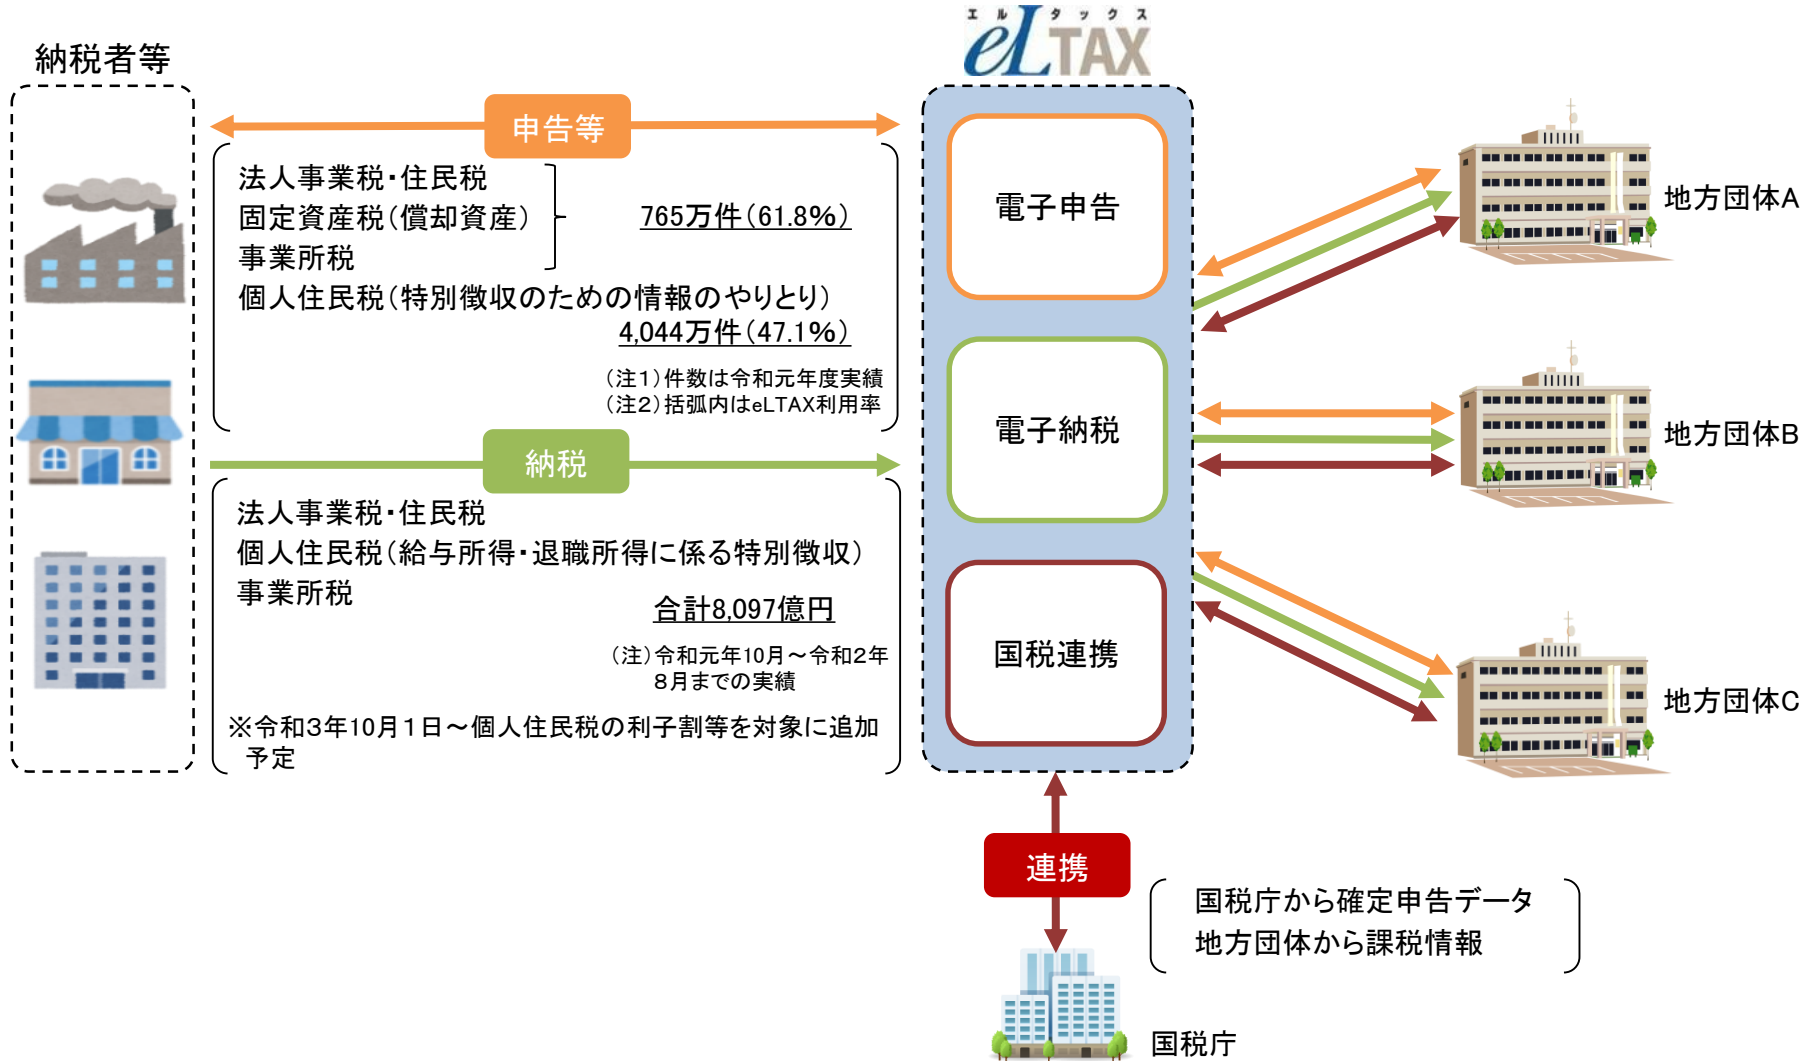 エルタックス
eLTAX
納税者等
申告等
法人事業税・住民税
固定資産税（償却資産）
事業所税
765万件（61.8％）
個人住民税（特別徴収のための情報のやりとり）
4,044万件（47.1％）
（注１）件数は令和元年度実績
（注２）括弧内はeLTAX利用率
納税
法人事業税・住民税
個人住民税（給与所得・退職所得に係る特別徴収）
事業所税
合計8,097億円
（注）令和元年10月～令和２年
８月までの実績
※令和３年10月１日～個人住民税の利子割等を対象に追加
予定
電子申告
電子納税
国税連携
地方団体A
地方団体B
地方団体C
連携
国税庁から確定申告データ
地方団体から課税情報
国税庁